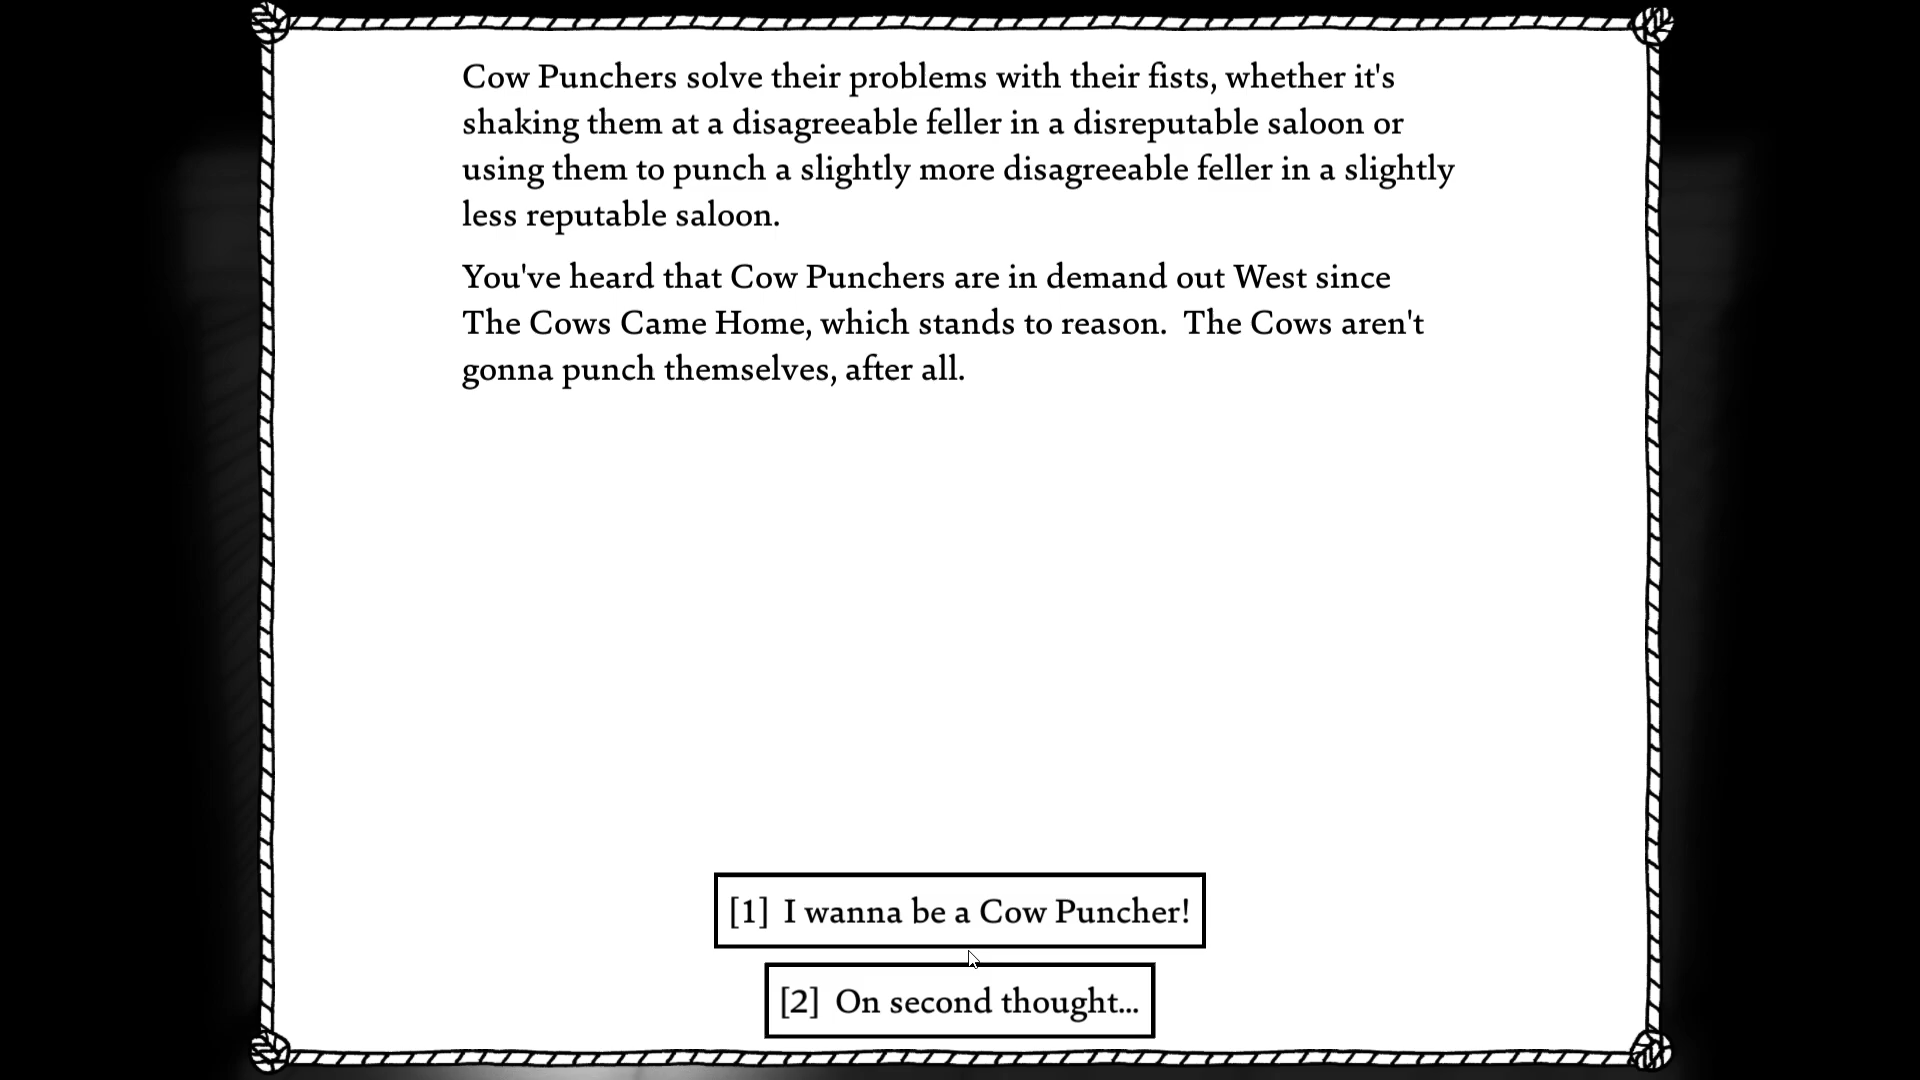 Cow Punchers solve their problems with their fists, whether it's
shaking them at a disagreeable feller in a disreputable saloon or
using them to punch a slightly more disagreeable feller in a slightly
less reputable saloon.
You've heard that Cow Punchers are in demand out West since
The Cows Came Home, which stands to reason.  The Cows aren't
gonna punch themselves, after all.
[1] I wanna be a Cow Puncher!
[2] On second thought...